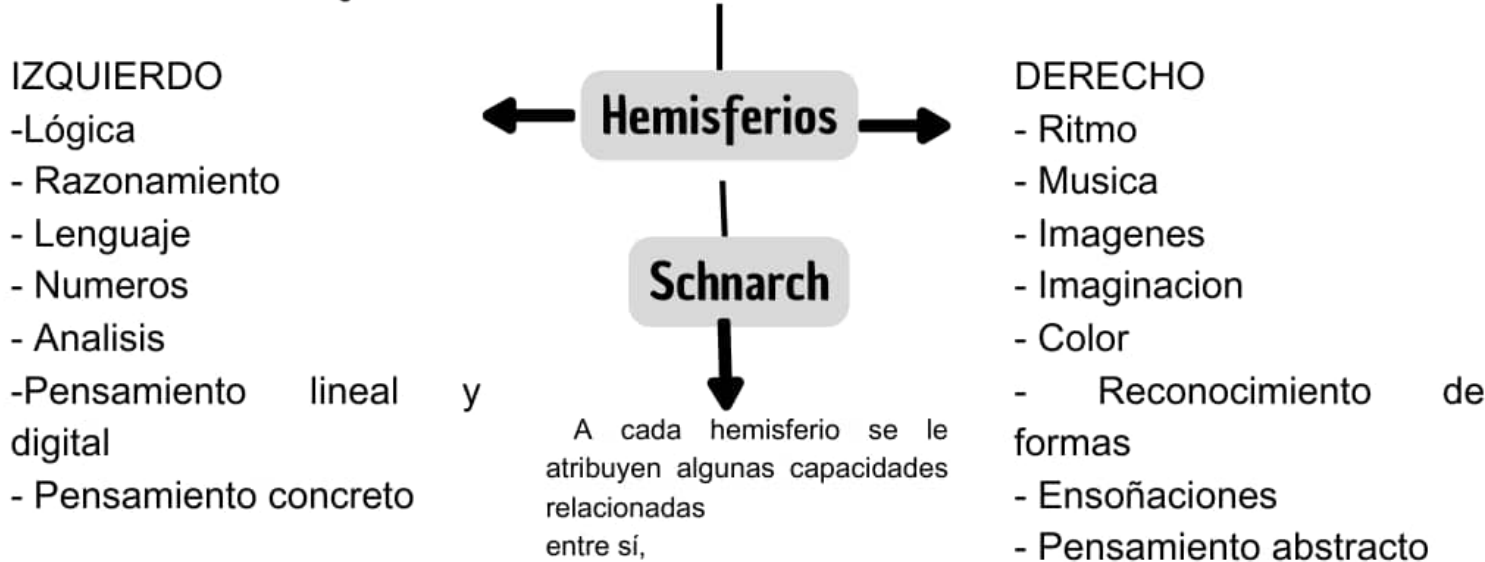 IZQUIERDO
-Lógica
- Razonamiento
- Lenguaje
- Numeros
- Analisis
-Pensamiento lineal y
digital
- Pensamiento concreto
Hemisferios
Schnarch
A cada hemisferio se le
atribuyen algunas capacidades
relacionadas
entre sí,
DERECHO
- Ritmo
- Musica
- Imagenes
- Imaginacion
- Color
- Reconocimiento de
formas
- Ensoñaciones
- Pensamiento abstracto